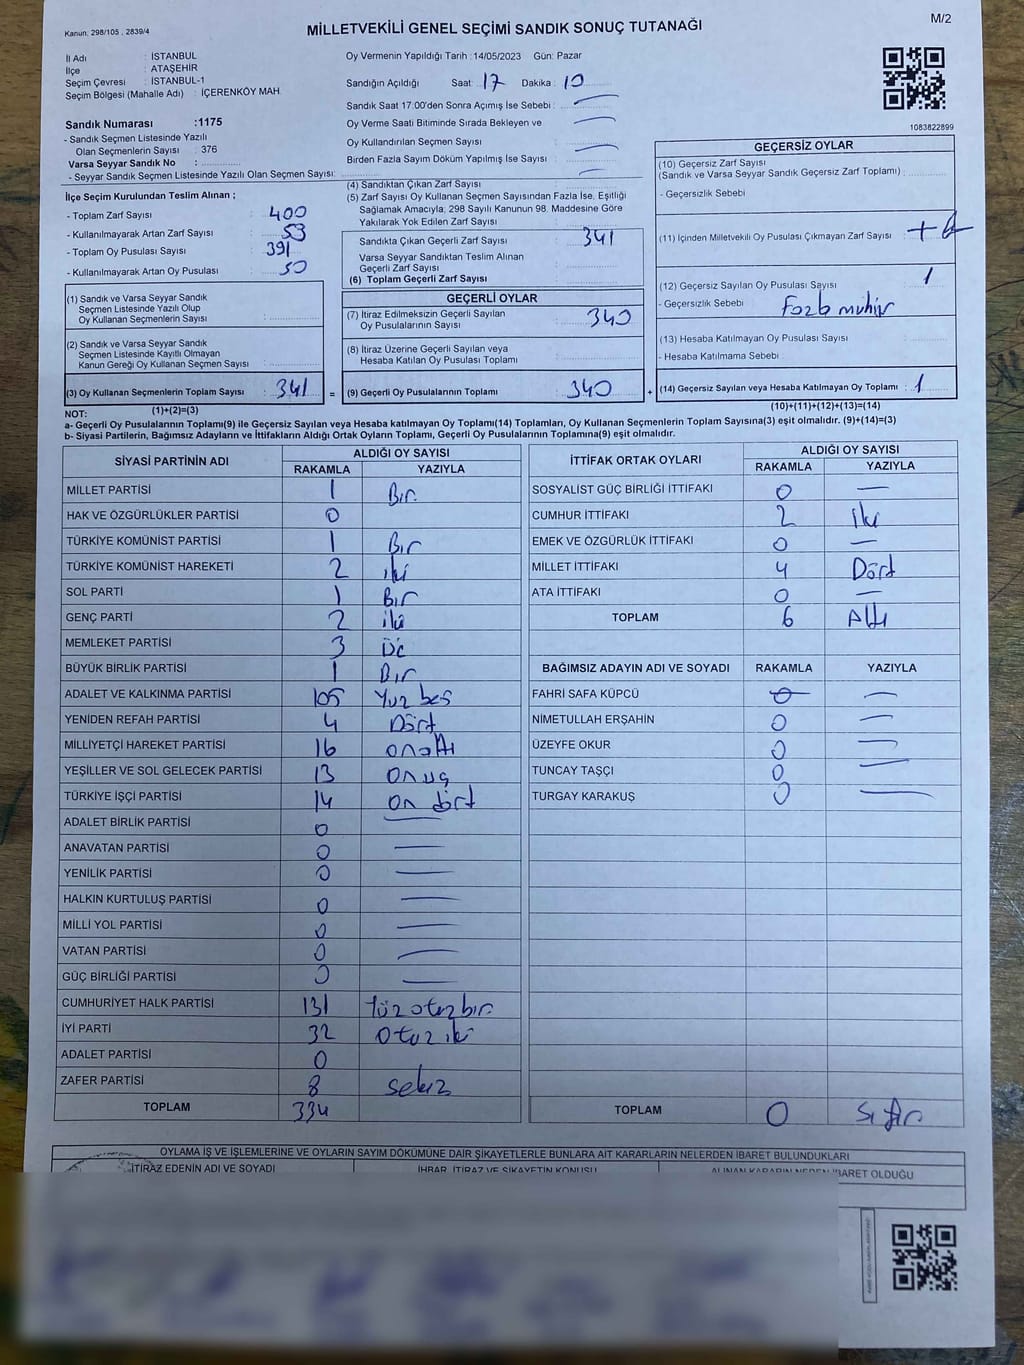 M/2
Kanun, 298/105 , 2839/4
MİLLETVEKİLİ GENEL SEÇİMİ SANDIK SONUÇ TUTANAĞI
İl Adı : İSTANBUL
İlçe : ATAŞEHİR
Seçim Çevresi : İSTANBUL-1
Seçim Bölgesi (Mahalle Adı) : İÇERENKÖY MAH
Oy Vermenin Yapıldığı Tarih :14/05/2023 Gün: Pazar
Sandığın Açıldığı Saat: 17 Dakika : 10
Sandık Saat 17:00'den Sonra Açımış İse Sebebi :
Oy Verme Saati Bitiminde Sırada Bekleyen ve
Oy Kullandırılan Seçmen Sayısı
Birden Fazla Sayım Döküm Yapılmış İse Sayısı
1083822899
Sandık Numarası :1175
- Sandık Seçmen Listesinde Yazılı
Olan Seçmenlerin Sayısı : 376
Varsa Seyyar Sandık No :
- Seyyar Sandık Seçmen Listesinde Yazılı Olan Seçmen Sayısı:
İlçe Seçim Kurulundan Teslim Alınan ;
- Toplam Zarf Sayısı : 400
- Kullanılmayarak Artan Zarf Sayısı : 53
- Toplam Oy Pusulası Sayısı : 391
- Kullanılmayarak Artan Oy Pusulası : 50
(1) Sandık ve Varsa Seyyar Sandık
Seçmen Listesinde Yazılı Olup
Oy Kullanan Seçmenlerin Sayısı :
(2) Sandık ve Varsa Seyyar Sandık
Seçmen Listesinde Kayıtlı Olmayan
Kanun Gereği Oy Kullanan Seçmen Sayısı :
(3) Oy Kullanan Seçmenlerin Toplam Sayısı : 341
(1)+(2)=(3)
(4) Sandıktan Çıkan Zarf Sayısı :
(5) Zarf Sayısı Oy Kullanan Seçmen Sayısından Fazla İse, Eşitliği
Sağlamak Amacıyla; 298 Sayılı Kanunun 98. Maddesine Göre
Yakılarak Yok Edilen Zarf Sayısı :
Sandıkta Çıkan Geçerli Zarf Sayısı : 341
Varsa Seyyar Sandıktan Teslim Alınan
Geçerli Zarf Sayısı :
(6) Toplam Geçerli Zarf Sayısı :
GEÇERLİ OYLAR
(7) İtiraz Edilmeksizin Geçerli Sayılan
Oy Pusulalarının Sayısı : 340
(8) İtiraz Üzerine Geçerli Sayılan veya
Hesaba Katılan Oy Pusulası Toplamı :
= (9) Geçerli Oy Pusulalarının Toplamı : 340
GEÇERSİZ OYLAR
(10) Geçersiz Zarf Sayısı
(Sandık ve Varsa Seyyar Sandık Geçersiz Zarf Toplamı) :
- Geçersizlik Sebebi :
(11) İçinden Milletvekili Oy Pusulası Çıkmayan Zarf Sayısı :
(12) Geçersiz Sayılan Oy Pusulası Sayısı : 1
- Geçersizlik Sebebi : Fazla mühür
(13) Hesaba Katılmayan Oy Pusulası Sayısı :
- Hesaba Katılmama Sebebi :
+ (14) Geçersiz Sayılan veya Hesaba Katılmayan Oy Toplamı : 1
(10)+(11)+(12)+(13)=(14)
NOT:
a- Geçerli Oy Pusulalarının Toplamı(9) ile Geçersiz Sayılan veya Hesaba katılmayan Oy Toplamı(14) Toplamları, Oy Kullanan Seçmenlerin Toplam Sayısına(3) eşit olmalıdır. (9)+(14)=(3)
b- Siyasi Partilerin, Bağımsız Adayların ve İttifakların Aldığı Ortak Oyların Toplamı, Geçerli Oy Pusulalarının Toplamına(9) eşit olmalıdır.
SİYASİ PARTİNİN ADI ALDIĞI OY SAYISI
RAKAMLA YAZIYLA
MİLLET PARTİSİ 1 Bir
HAK VE ÖZGÜRLÜKLER PARTİSİ 0
TÜRKİYE KOMÜNİST PARTİSİ 1 Bir
TÜRKİYE KOMÜNİST HAREKETİ 2 iki
SOL PARTİ 1 Bir
GENÇ PARTİ 2 iki
MEMLEKET PARTİSİ 3 Üç
BÜYÜK BİRLİK PARTİSİ 1 Bir
ADALET VE KALKINMA PARTİSİ 105 Yuz bes
YENİDEN REFAH PARTİSİ 4 Dört
MİLLİYETÇİ HAREKET PARTİSİ 16 onaltı
YEŞİLLER VE SOL GELECEK PARTİSİ 13 onuç
TÜRKİYE İŞÇİ PARTİSİ 14 on dört
ADALET BİRLİK PARTİSİ 0
ANAVATAN PARTİSİ 0
YENİLİK PARTİSİ 0
HALKIN KURTULUŞ PARTİSİ 0
MİLLİ YOL PARTİSİ 0
VATAN PARTİSİ 0
GÜÇ BİRLİĞİ PARTİSİ 0
CUMHURİYET HALK PARTİSİ 131 Yüz otuz bir
İYİ PARTİ 32 Otuz iki
ADALET PARTİSİ 0
ZAFER PARTİSİ 8 sekiz
TOPLAM 334
İTTİFAK ORTAK OYLARI ALDIĞI OY SAYISI
RAKAMLA YAZIYLA
SOSYALİST GÜÇ BİRLİĞİ İTTİFAKI 0 —
CUMHUR İTTİFAKI 2 iki
EMEK VE ÖZGÜRLÜK İTTİFAKI 0 —
MİLLET İTTİFAKI 4 Dört
ATA İTTİFAKI 0 —
TOPLAM 6 Altı
BAĞIMSIZ ADAYIN ADI VE SOYADI RAKAMLA YAZIYLA
FAHRİ SAFA KÜPCÜ 0 —
NİMETULLAH ERŞAHİN 0 —
ÜZEYFE OKUR 0 —
TUNCAY TAŞÇI 0 —
TURGAY KARAKUŞ 0 —
TOPLAM 0 Sıfır
OYLAMA İŞ VE İŞLEMLERİNE VE OYLARIN SAYIM DÖKÜMÜNE DAİR ŞİKAYETLERLE BUNLARA AİT KARARLARIN NELERDEN İBARET BULUNDUKLARI
İTİRAZ EDENİN ADI VE SOYADI İHBAR, İTİRAZ VE ŞİKAYETİN KONUSU ALINAN KARARIN NEDEN İBARET OLDUĞU